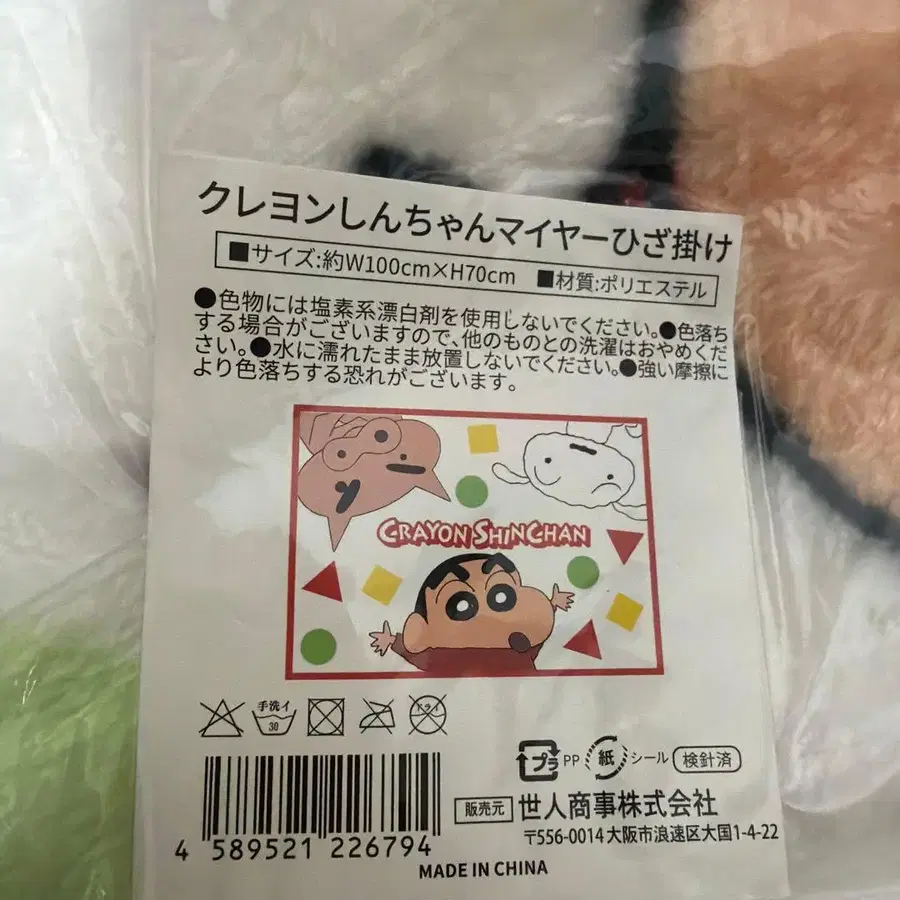 クレヨンしんちゃんマイヤーひざ掛け
■サイズ:約W100cm×H70cm ■材質:ポリエステル
●色物には塩素系漂白剤を使用しないでください。●色落ち
する場合がございますので、他のものとの洗濯はおやめくだ
さい。●水に濡れたまま放置しないでください。●強い摩擦に
より色落ちする恐れがございます。
CRAYON SHINCHAN
手洗イ
30
ドライ
プラ PP 紙 シール 検針済
販売元 世人商事株式会社
〒556-0014 大阪市浪速区大国1-4-22
4 589521 226794
MADE IN CHINA